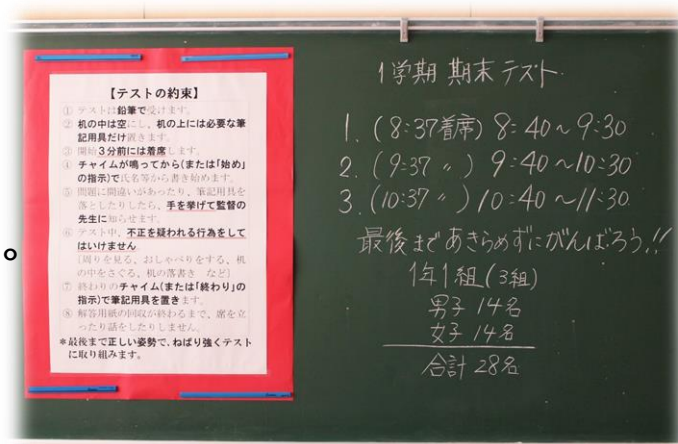 【テストの約束】
① テストは鉛筆で受けます。
② 机の中は空にし、机の上には必要な筆
記用具だけ置きます。
③ 開始3分前には着席します。
④ チャイムが鳴ってから(または「始め」
の指示)で氏名等から書き始めます。
⑤ 問題に間違いがあったり、筆記用具を
落としたりしたら、手を挙げて監督の
先生に知らせます。
⑥ テスト中、不正を疑われる行為をして
はいけません
(周りを見る、おしゃべりをする、机
の中をさぐる、机の落書き など)
⑦ 終わりのチャイム(または「終わり」の
指示)で筆記用具を置きます。
⑧ 解答用紙の回収が終わるまで、席を立
ったり話をしたりしません。
*最後まで正しい姿勢で、ねばり強くテスト
に取り組みます。
1学期 期末テスト
1. (8:37着席) 8:40~9:30
2. (9:37 〃 ) 9:40~10:30
3. (10:37 〃 ) 10:40~11:30
最後まであきらめずにがんばろう!!
1年1組(3組)
男子 14名
女子 14名
合計 28名
。